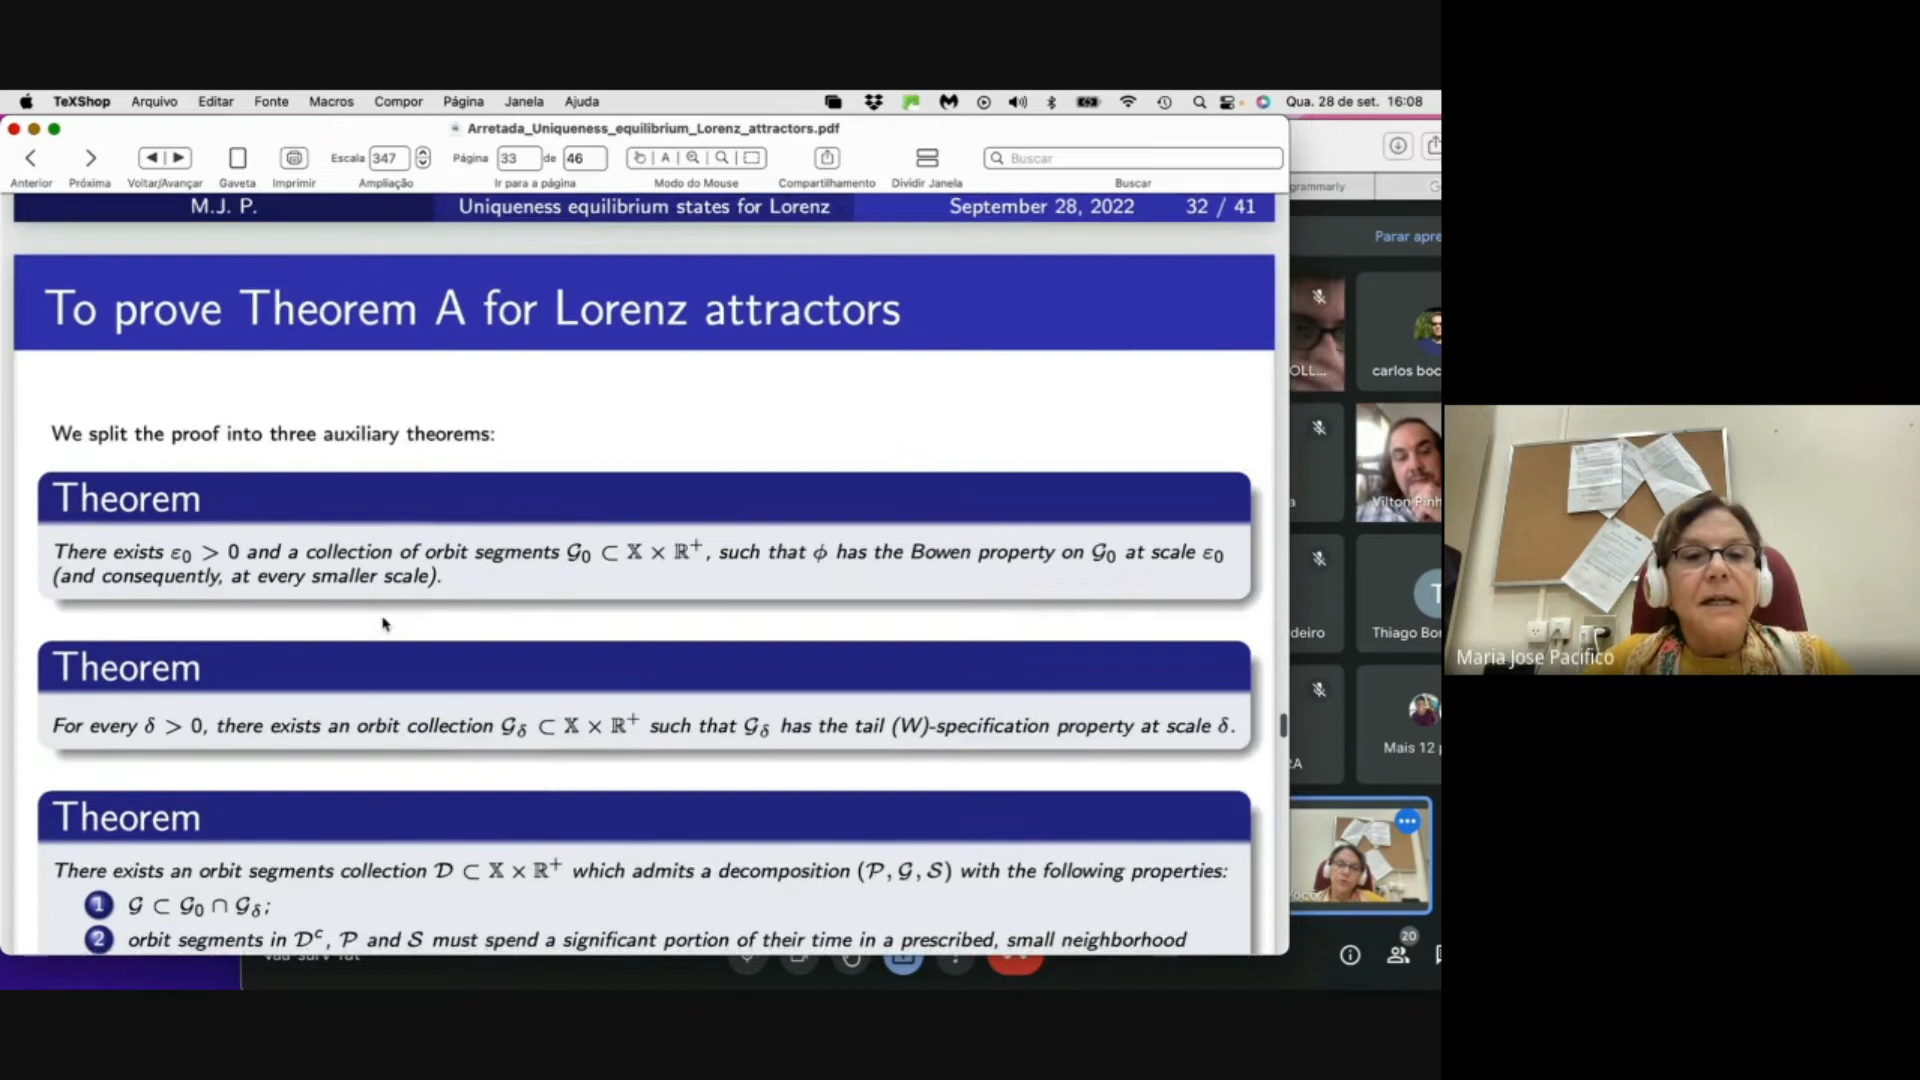 TeXShop Arquivo Editar Fonte Macros Compor Página Janela Ajuda
Qua. 28 de set. 16:08
Arretada_Uniqueness_equilibrium_Lorenz_attractors.pdf
Escala 347 Página 33 de 46 A Buscar
Anterior Próxima Voltar/Avançar Gaveta Imprimir Ampliação Ir para a página Modo do Mouse Compartilhamento Dividir Janela Buscar
grammarly
M.J. P. Uniqueness equilibrium states for Lorenz September 28, 2022 32 / 41
Parar apre
To prove Theorem A for Lorenz attractors
We split the proof into three auxiliary theorems:
Theorem
There exists ε₀ > 0 and a collection of orbit segments 𝒢₀ ⊂ 𝕏 × ℝ⁺, such that ϕ has the Bowen property on 𝒢₀ at scale ε₀
(and consequently, at every smaller scale).
Theorem
For every δ > 0, there exists an orbit collection 𝒢_δ ⊂ 𝕏 × ℝ⁺ such that 𝒢_δ has the tail (W)-specification property at scale δ.
Theorem
There exists an orbit segments collection 𝒟 ⊂ 𝕏 × ℝ⁺ which admits a decomposition (𝒫, 𝒢, 𝒮) with the following properties:
1 𝒢 ⊂ 𝒢₀ ∩ 𝒢_δ;
2 orbit segments in 𝒟ᶜ, 𝒫 and 𝒮 must spend a significant portion of their time in a prescribed, small neighborhood
OLL...
carlos boc
Vilton Pinh
deiro
Thiago Bor
T
Mais 12
RA
20
Maria Jose Pacifico